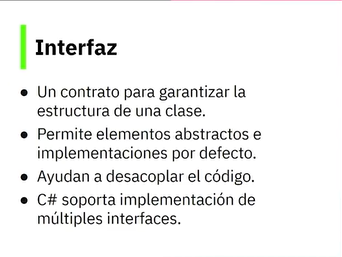 Interfaz
● Un contrato para garantizar la
estructura de una clase.
● Permite elementos abstractos e
implementaciones por defecto.
● Ayudan a desacoplar el código.
● C# soporta implementación de
múltiples interfaces.